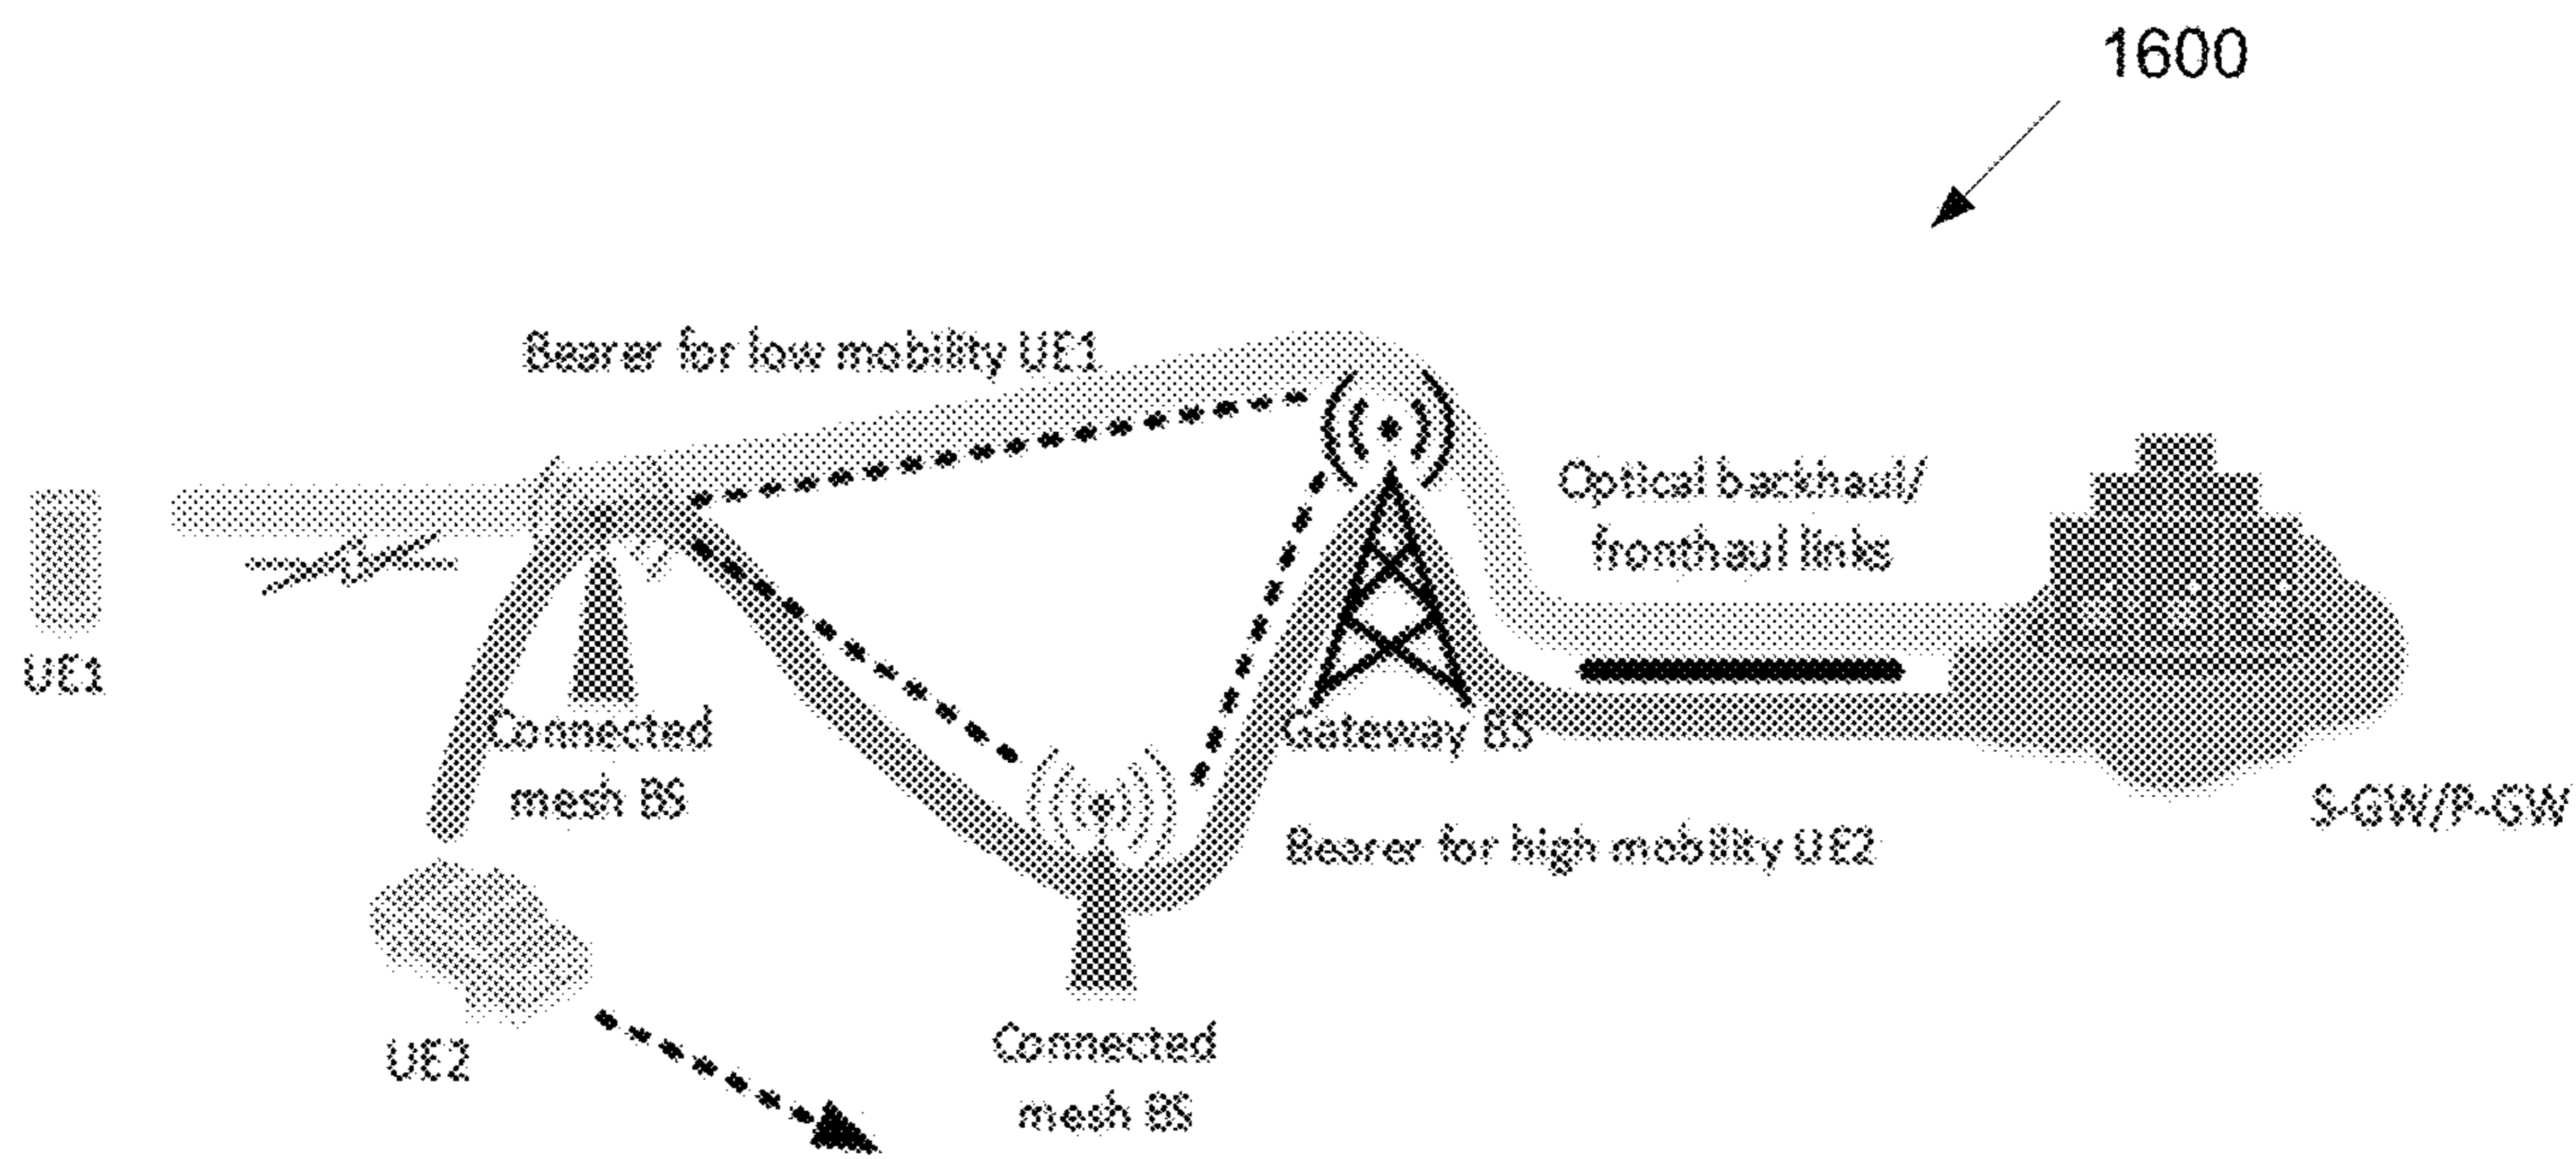 1600
Bearer for low mobility UE1
Optical backhaul/
fronthaul links
UE1
Connected
mesh BS
Gateway BS
S-GW/P-GW
Bearer for high mobility UE2
UE2
Connected
mesh BS